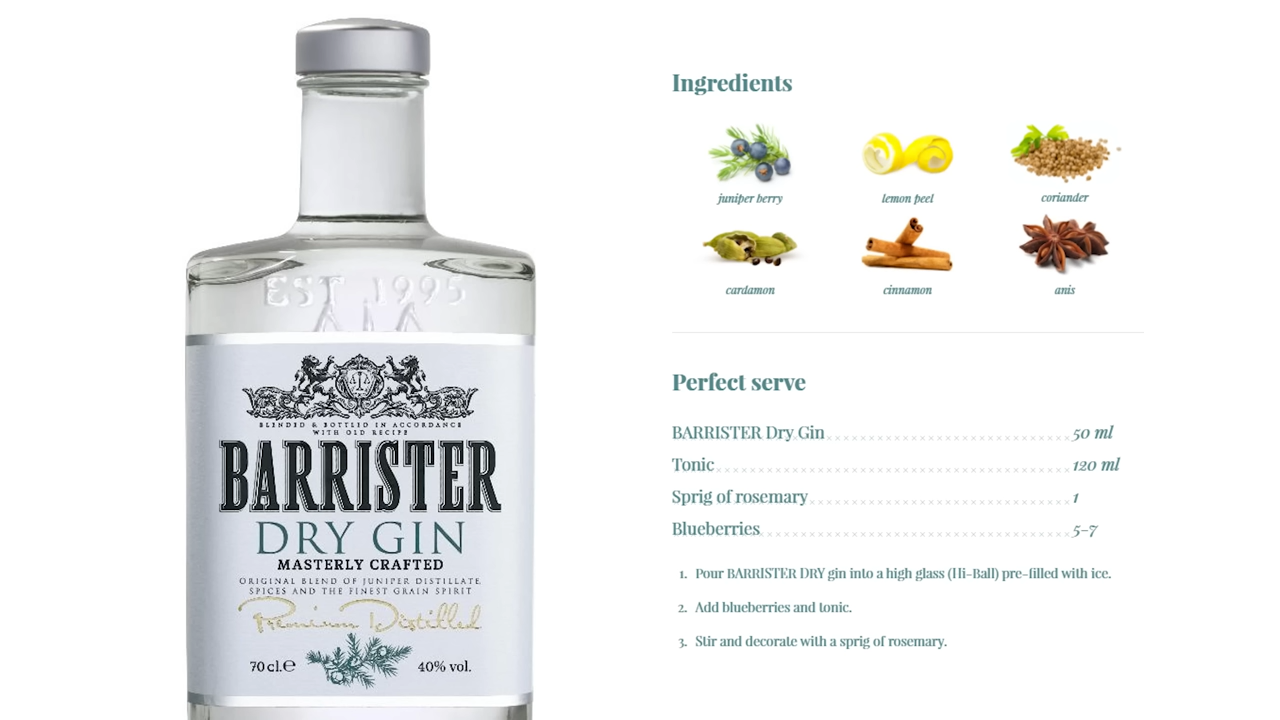 EST 1995
BLENDED & BOTTLED IN ACCORDANCE
WITH OLD RECIPE
BARRISTER
DRY GIN
MASTERLY CRAFTED
ORIGINAL BLEND OF JUNIPER DISTILLATE
SPICES AND THE FINEST GRAIN SPIRIT
Premium Distilled
70 cl.e 40% vol.
Ingredients
juniper berry lemon peel coriander
cardamon cinnamon anis
Perfect serve
BARRISTER Dry Gin 50 ml
Tonic 120 ml
Sprig of rosemary 1
Blueberries 5-7
1. Pour BARRISTER DRY gin into a high glass (Hi-Ball) pre-filled with ice.
2. Add blueberries and tonic.
3. Stir and decorate with a sprig of rosemary.